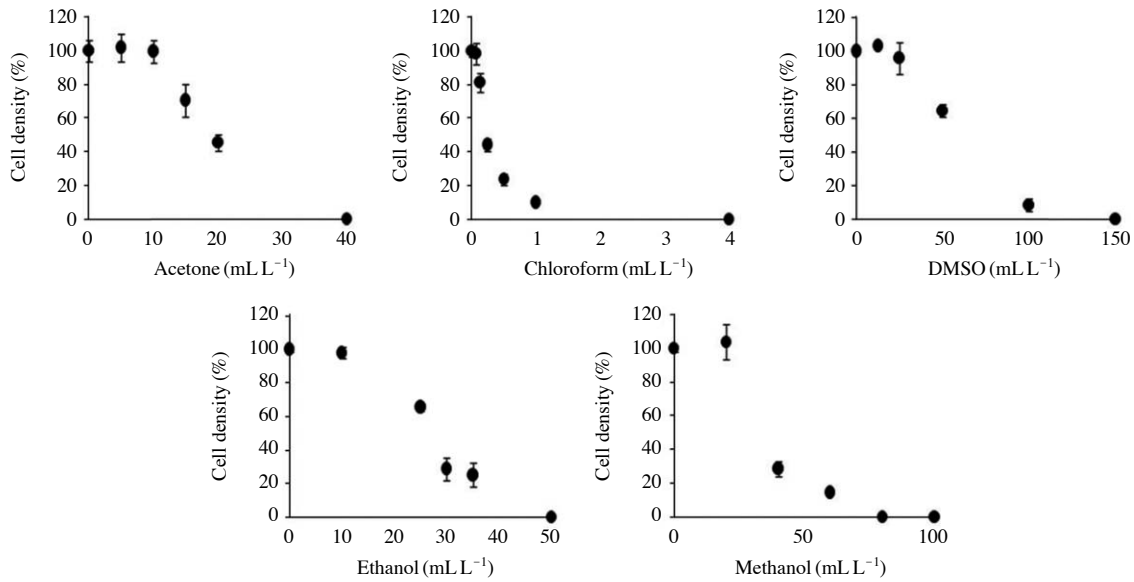 120
100
80
60
40
20
0
Cell density (%)
0 10 20 30 40
Acetone (mL L⁻¹)
120
100
80
60
40
20
0
Cell density (%)
0 1 2 3 4
Chloroform (mL L⁻¹)
120
100
80
60
40
20
0
Cell density (%)
0 50 100 150
DMSO (mL L⁻¹)
120
100
80
60
40
20
0
Cell density (%)
0 10 20 30 40 50
Ethanol (mL L⁻¹)
120
100
80
60
40
20
0
Cell density (%)
0 50 100
Methanol (mL L⁻¹)